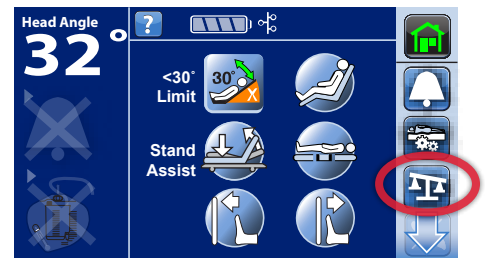 Head Angle
32°
?
<30°
Limit
30°
X
Stand
Assist